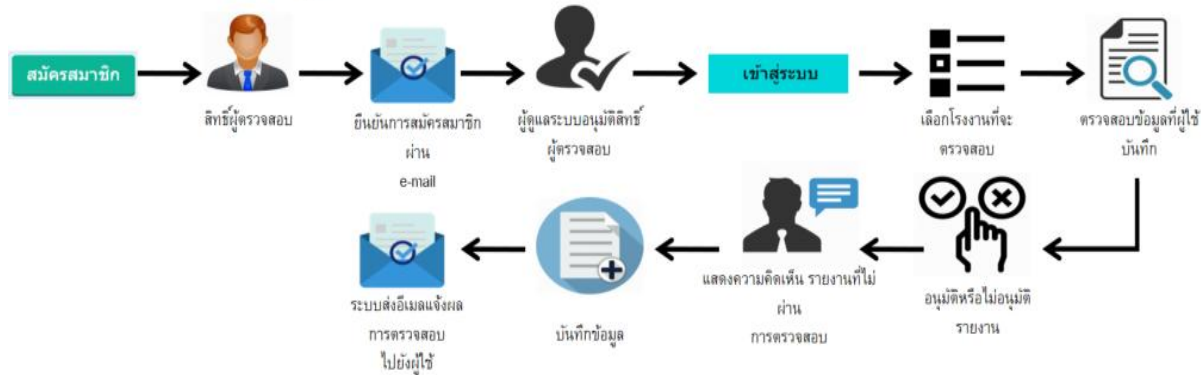 สมัครสมาชิก
สิทธิ์ผู้ตรวจสอบ
ยืนยันการสมัครสมาชิก
ผ่าน
e-mail
ผู้ดูแลระบบอนุมัติสิทธิ์
ผู้ตรวจสอบ
เข้าสู่ระบบ
เลือกโรงงานที่จะ
ตรวจสอบ
ตรวจสอบข้อมูลที่ผู้ใช้
บันทึก
อนุมัติหรือไม่อนุมัติ
รายงาน
แสดงความคิดเห็น รายงานที่ไม่
ผ่าน
การตรวจสอบ
บันทึกข้อมูล
ระบบส่งอีเมลแจ้งผล
การตรวจสอบ
ไปยังผู้ใช้